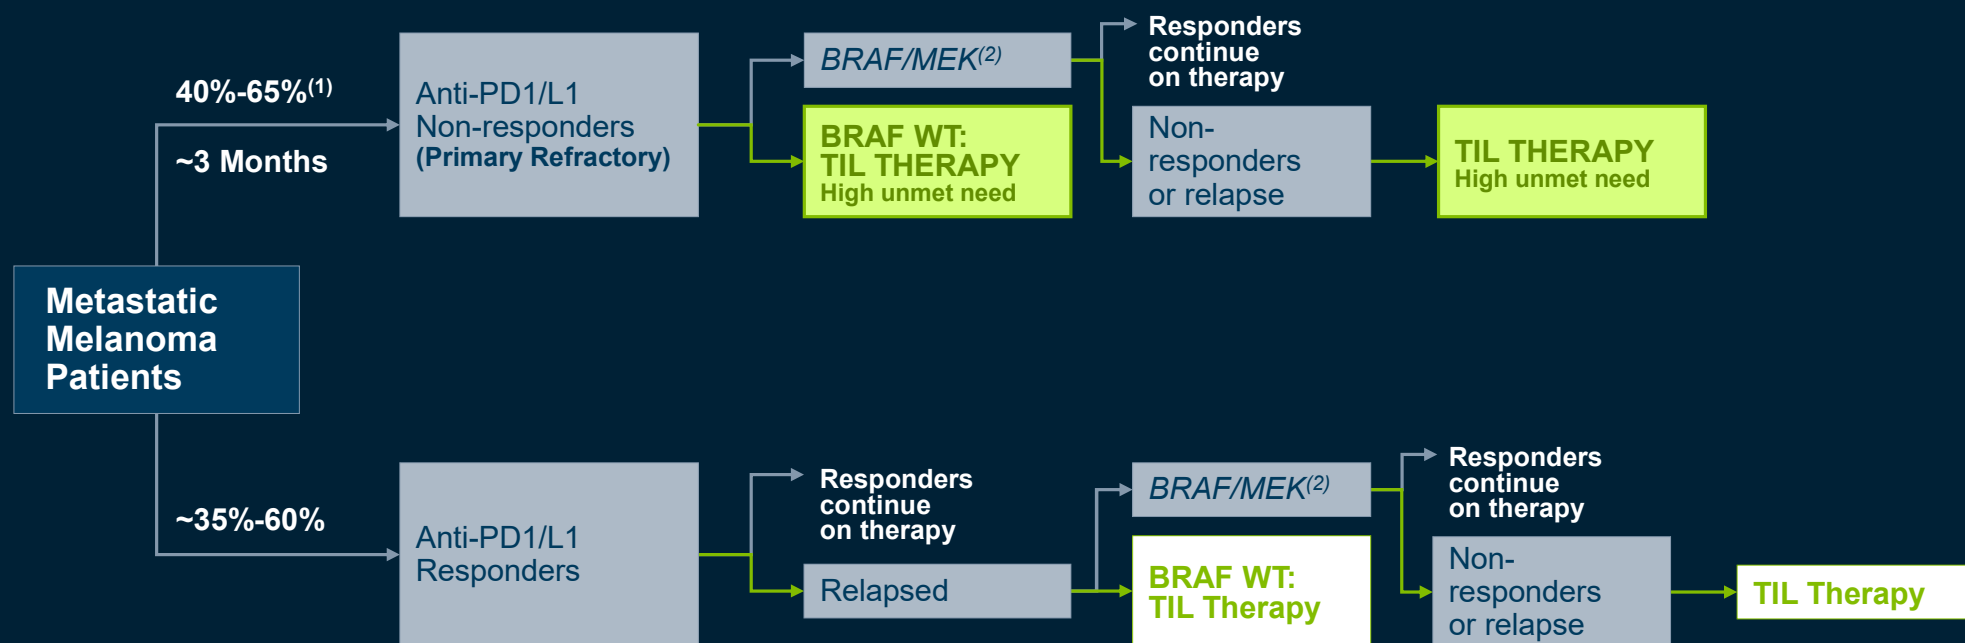 40%-65%(1)
~3 Months
Anti-PD1/L1
Non-responders
(Primary Refractory)
BRAF/MEK(2)
BRAF WT:
TIL THERAPY
High unmet need
Responders
continue
on therapy
Non-
responders
or relapse
TIL THERAPY
High unmet need
Metastatic
Melanoma
Patients
~35%-60%
Anti-PD1/L1
Responders
Responders
continue
on therapy
Relapsed
BRAF/MEK(2)
BRAF WT:
TIL Therapy
Responders
continue
on therapy
Non-
responders
or relapse
TIL Therapy